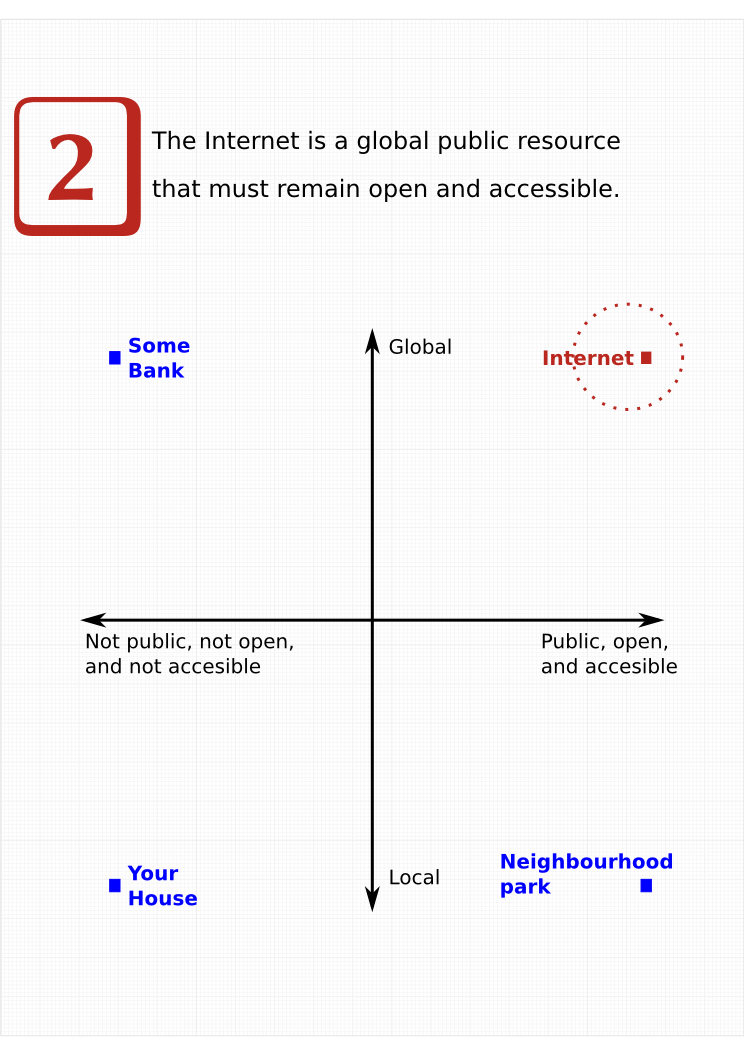 2
The Internet is a global public resource
that must remain open and accessible.
Some
Bank
Global
Internet
Not public, not open,
and not accesible
Public, open,
and accesible
Your
House
Local
Neighbourhood
park